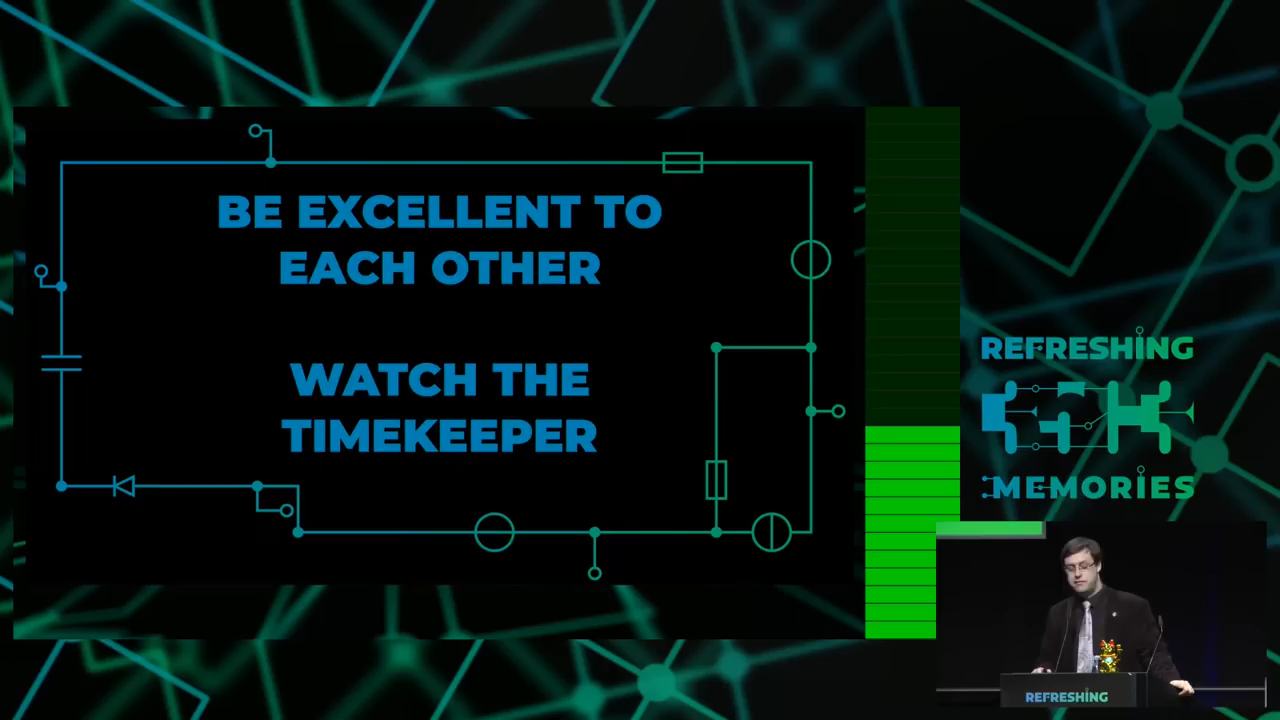 BE EXCELLENT TO
EACH OTHER
WATCH THE
TIMEKEEPER
REFRESHING
MEMORIES
REFRESHING